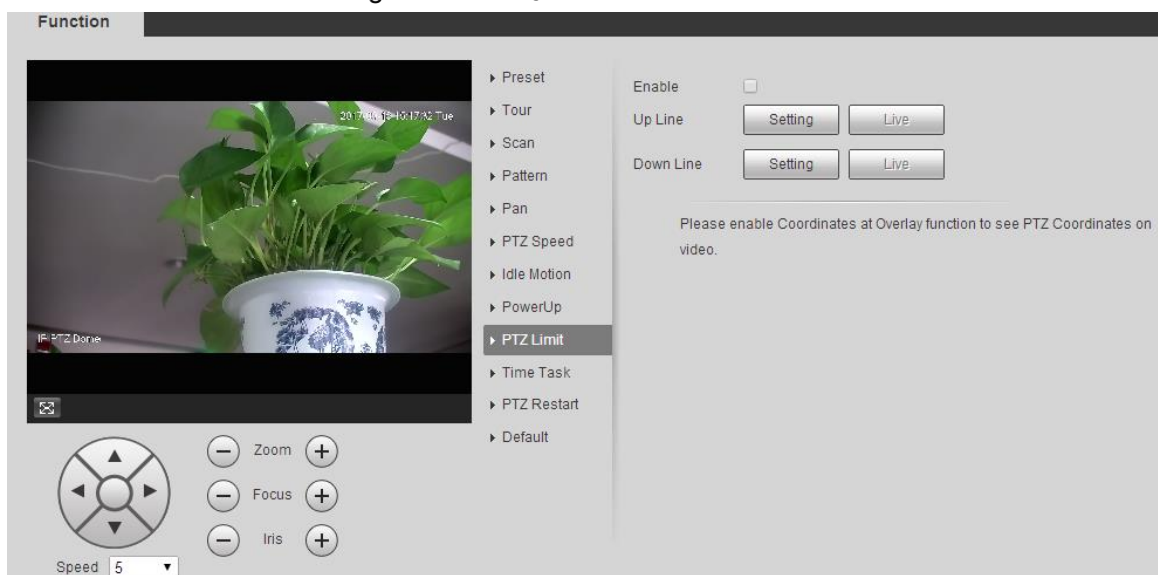 Function
Tue
IP PTZ Dome
Preset
Tour
Scan
Pattern
Pan
PTZ Speed
Idle Motion
PowerUp
PTZ Limit
Time Task
PTZ Restart
Default
Enable
Up Line Setting Live
Down Line Setting Live
Please enable Coordinates at Overlay function to see PTZ Coordinates on
video.
Zoom
Focus
Iris
Speed 5